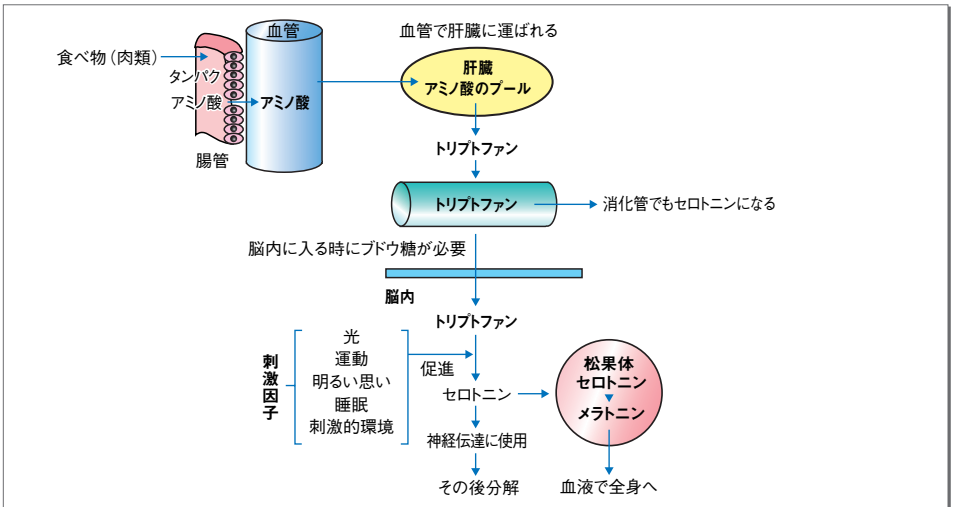 血管
血管で肝臓に運ばれる
食べ物（肉類）
タンパク
アミノ酸
アミノ酸
腸管
肝臓
アミノ酸のプール
トリプトファン
トリプトファン
消化管でもセロトニンになる
脳内に入る時にブドウ糖が必要
脳内
トリプトファン
刺激因子
光
運動
明るい思い
睡眠
刺激的環境
促進
セロトニン
神経伝達に使用
その後分解
松果体
セロトニン
メラトニン
血液で全身へ